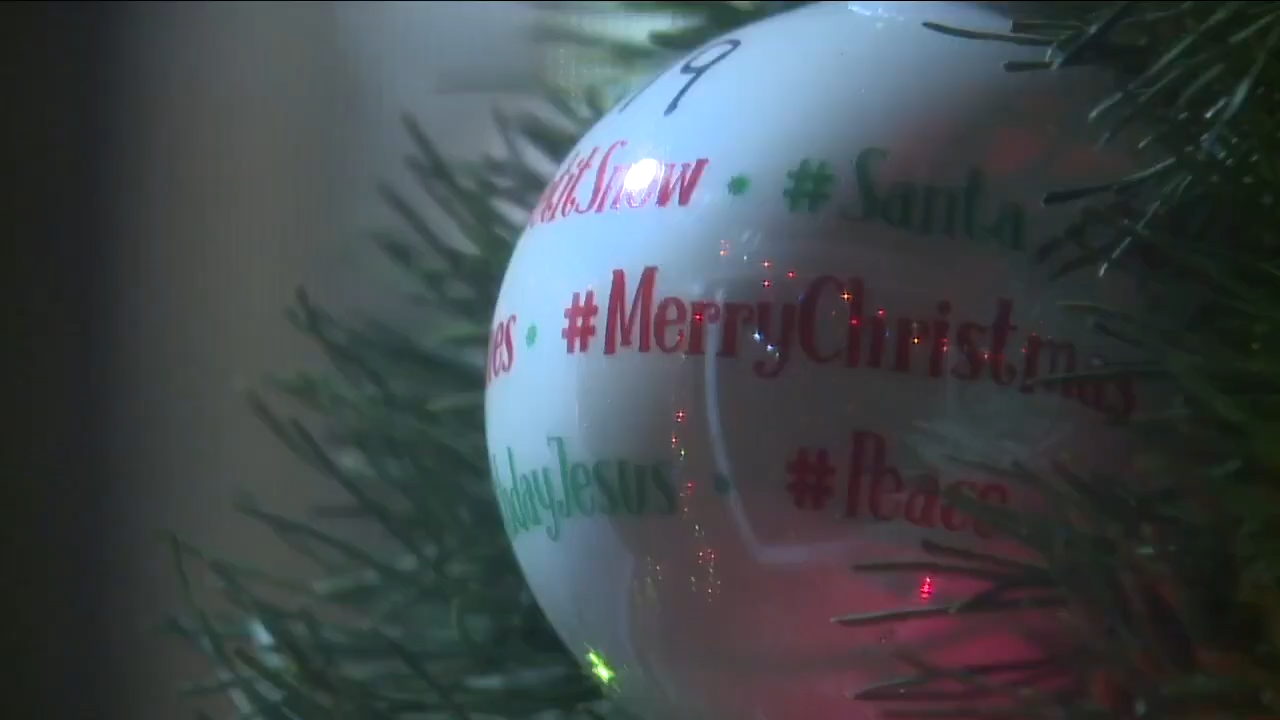 9
itSnow • #Santa
es • #MerryChristmas
dayJesus • #Peace